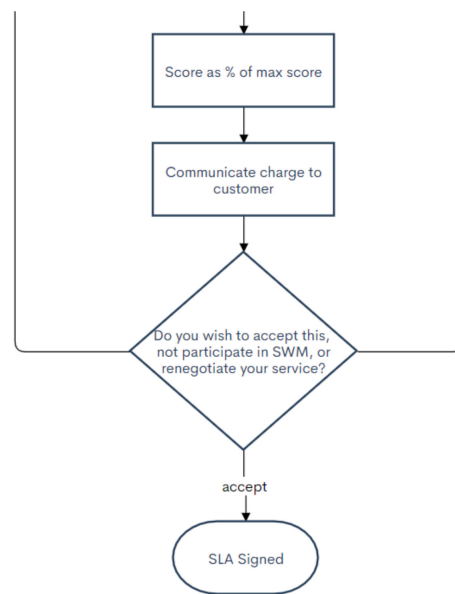 Score as % of max score
Communicate charge to
customer
Do you wish to accept this,
not participate in SWM, or
renegotiate your service?
accept
SLA Signed